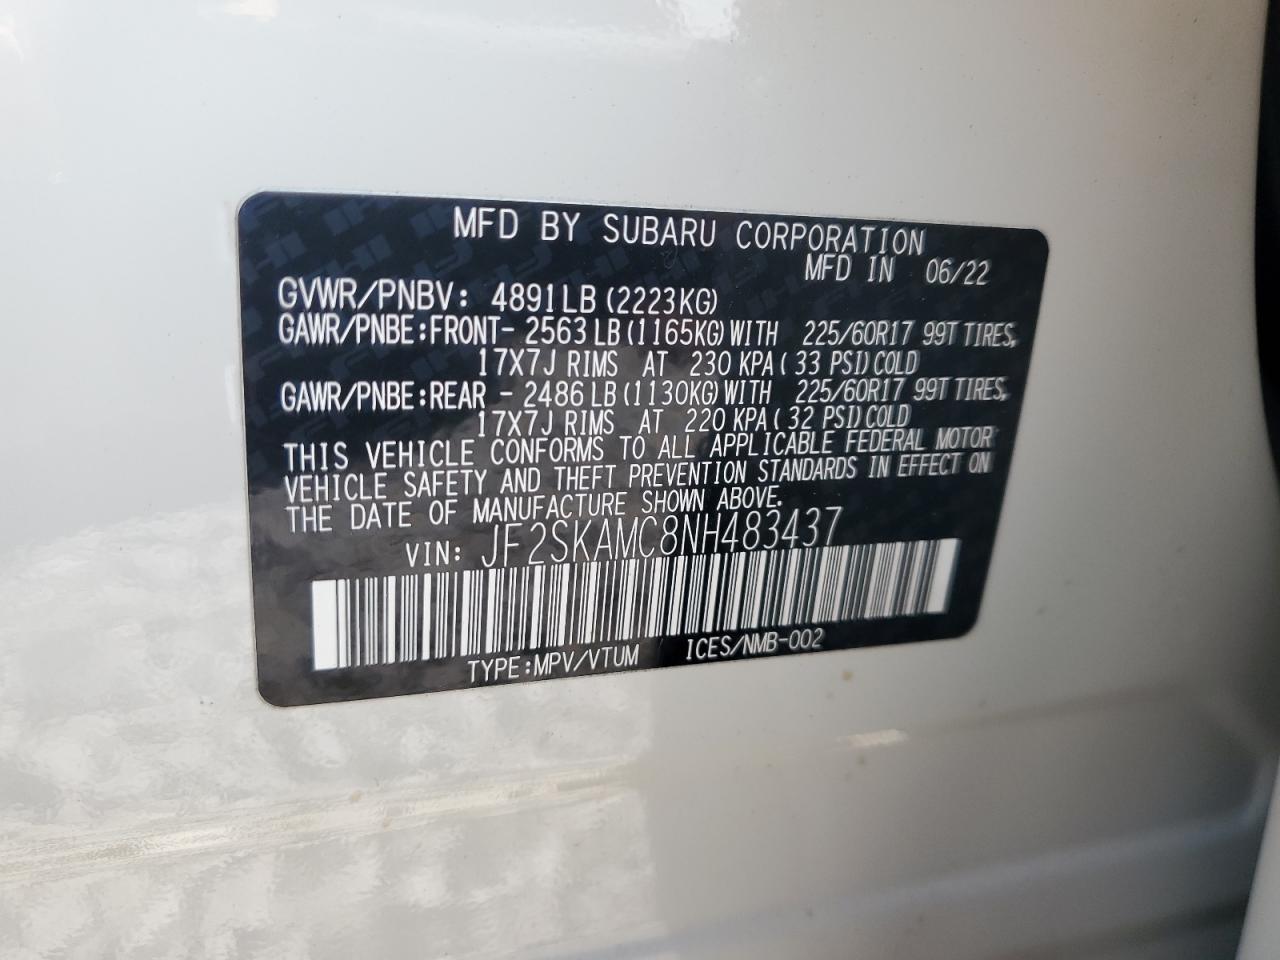 MFD BY SUBARU CORPORATION
MFD IN 06/22
GVWR/PNBV: 4891LB (2223KG)
GAWR/PNBE:FRONT- 2563LB(1165KG)WITH 225/60R17 99T TIRES,
17X7J RIMS AT 230 KPA( 33 PSI)COLD
GAWR/PNBE:REAR - 2486LB(1130KG)WITH 225/60R17 99T TIRES,
17X7J RIMS AT 220 KPA( 32 PSI)COLD
THIS VEHICLE CONFORMS TO ALL APPLICABLE FEDERAL MOTOR
VEHICLE SAFETY AND THEFT PREVENTION STANDARDS IN EFFECT ON
THE DATE OF MANUFACTURE SHOWN ABOVE.
VIN: JF2SKAMC8NH483437
TYPE:MPV/VTUM ICES/NMB-002